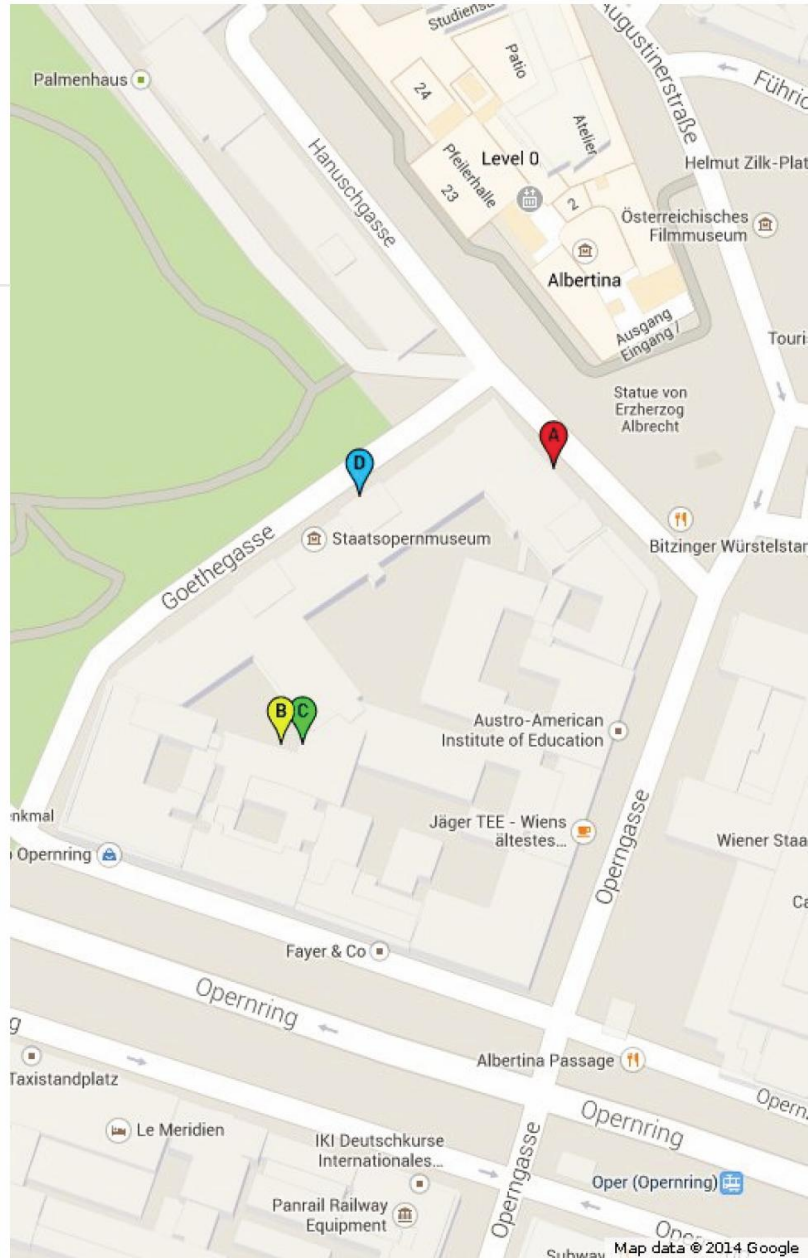 Studiensa
Augustinerstraße
Patio
Palmenhaus
24
Führic
Atelier
Hanuschgasse
Level 0
Pfeilerhalle
23
Helmut Zilk-Plat
2
Österreichisches
Filmmuseum
Albertina
Ausgang
Eingang /
Touri
Statue von
Erzherzog
Albrecht
A
D
Staatsopernmuseum
Bitzinger Würstelstan
Goethegasse
B
C
Austro-American
Institute of Education
enkmal
Jäger TEE - Wiens
ältestes...
Operngasse
Opernring
Wiener Staa
Ca
Fayer & Co
Opernring
g
Albertina Passage
Taxistandplatz
Opern
Le Meridien
Opernring
IKI Deutschkurse
Internationales...
Operngasse
Oper (Opernring)
Panrail Railway
Equipment
Subway
Map data © 2014 Google